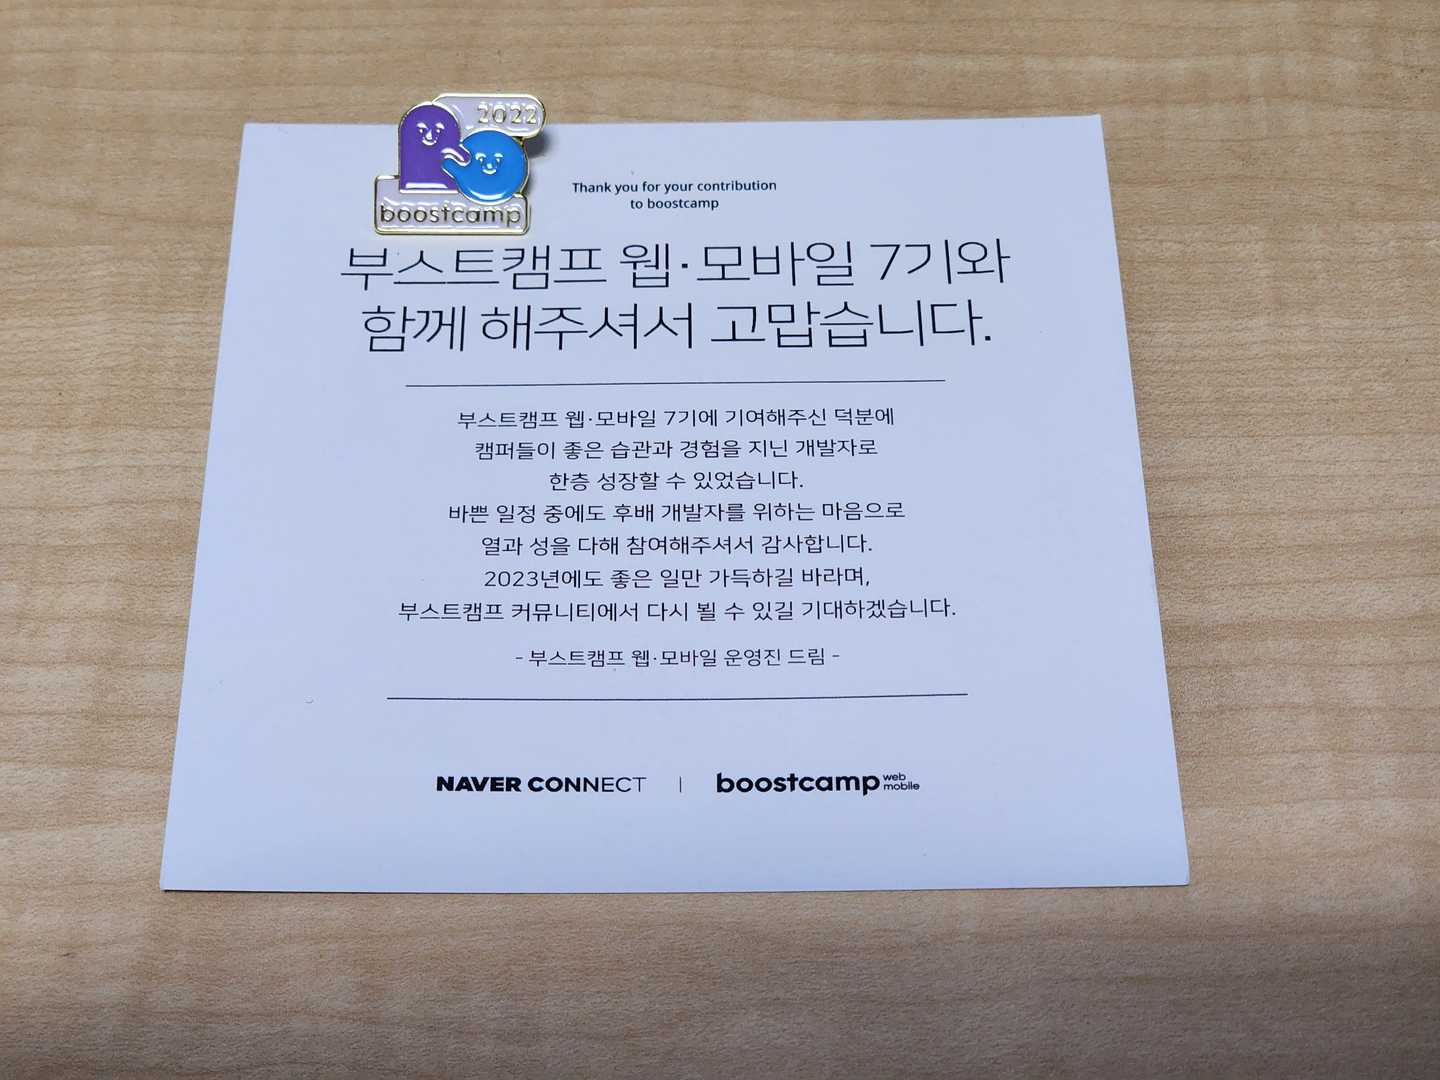 2022
boostcamp
Thank you for your contribution
to boostcamp
부스트캠프 웹·모바일 7기와
함께 해주셔서 고맙습니다.
부스트캠프 웹·모바일 7기에 기여해주신 덕분에
캠퍼들이 좋은 습관과 경험을 지닌 개발자로
한층 성장할 수 있었습니다.
바쁜 일정 중에도 후배 개발자를 위하는 마음으로
열과 성을 다해 참여해주셔서 감사합니다.
2023년에도 좋은 일만 가득하길 바라며,
부스트캠프 커뮤니티에서 다시 뵐 수 있길 기대하겠습니다.
- 부스트캠프 웹·모바일 운영진 드림 -
NAVER CONNECT | boostcamp web mobile